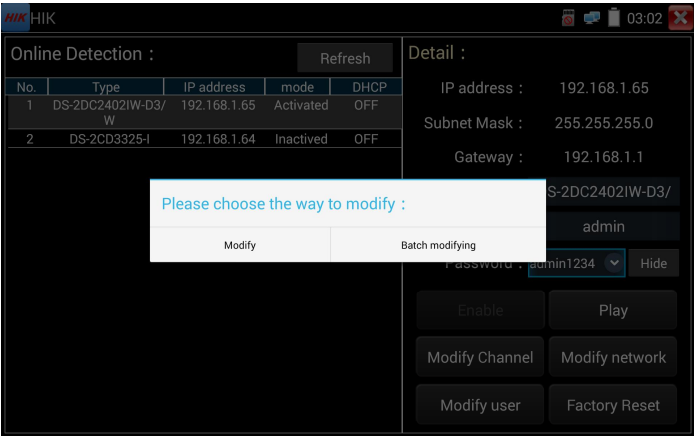 HIK HIK
03:02
Online Detection：
Refresh
No. Type IP address mode DHCP
1 DS-2DC2402IW-D3/ 192.168.1.65 Activated OFF
W
2 DS-2CD3325-I 192.168.1.64 Inactived OFF
Detail：
IP address： 192.168.1.65
Subnet Mask： 255.255.255.0
Gateway： 192.168.1.1
S-2DC2402IW-D3/
admin
Password： admin1234 Hide
Please choose the way to modify：
Modify Batch modifying
Enable Play
Modify Channel Modify network
Modify user Factory Reset